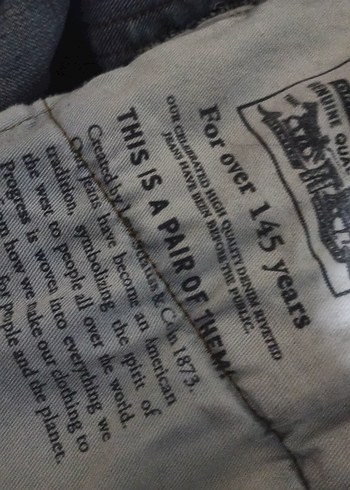 GENUINE QUAL
For over 145 years
OUR CELEBRATED HIGH QUALITY DENIM RIVETED
JEANS HAVE BEEN BEFORE THE PUBLIC.
THIS IS A PAIR OF THEM!
Created by Levi Strauss & Co. in 1873.
Our jeans have become an American
tradition, symbolizing the spirit of
the west to people all over the world.
Progress is woven into everything we
from how we make our clothing to
for people and the planet.